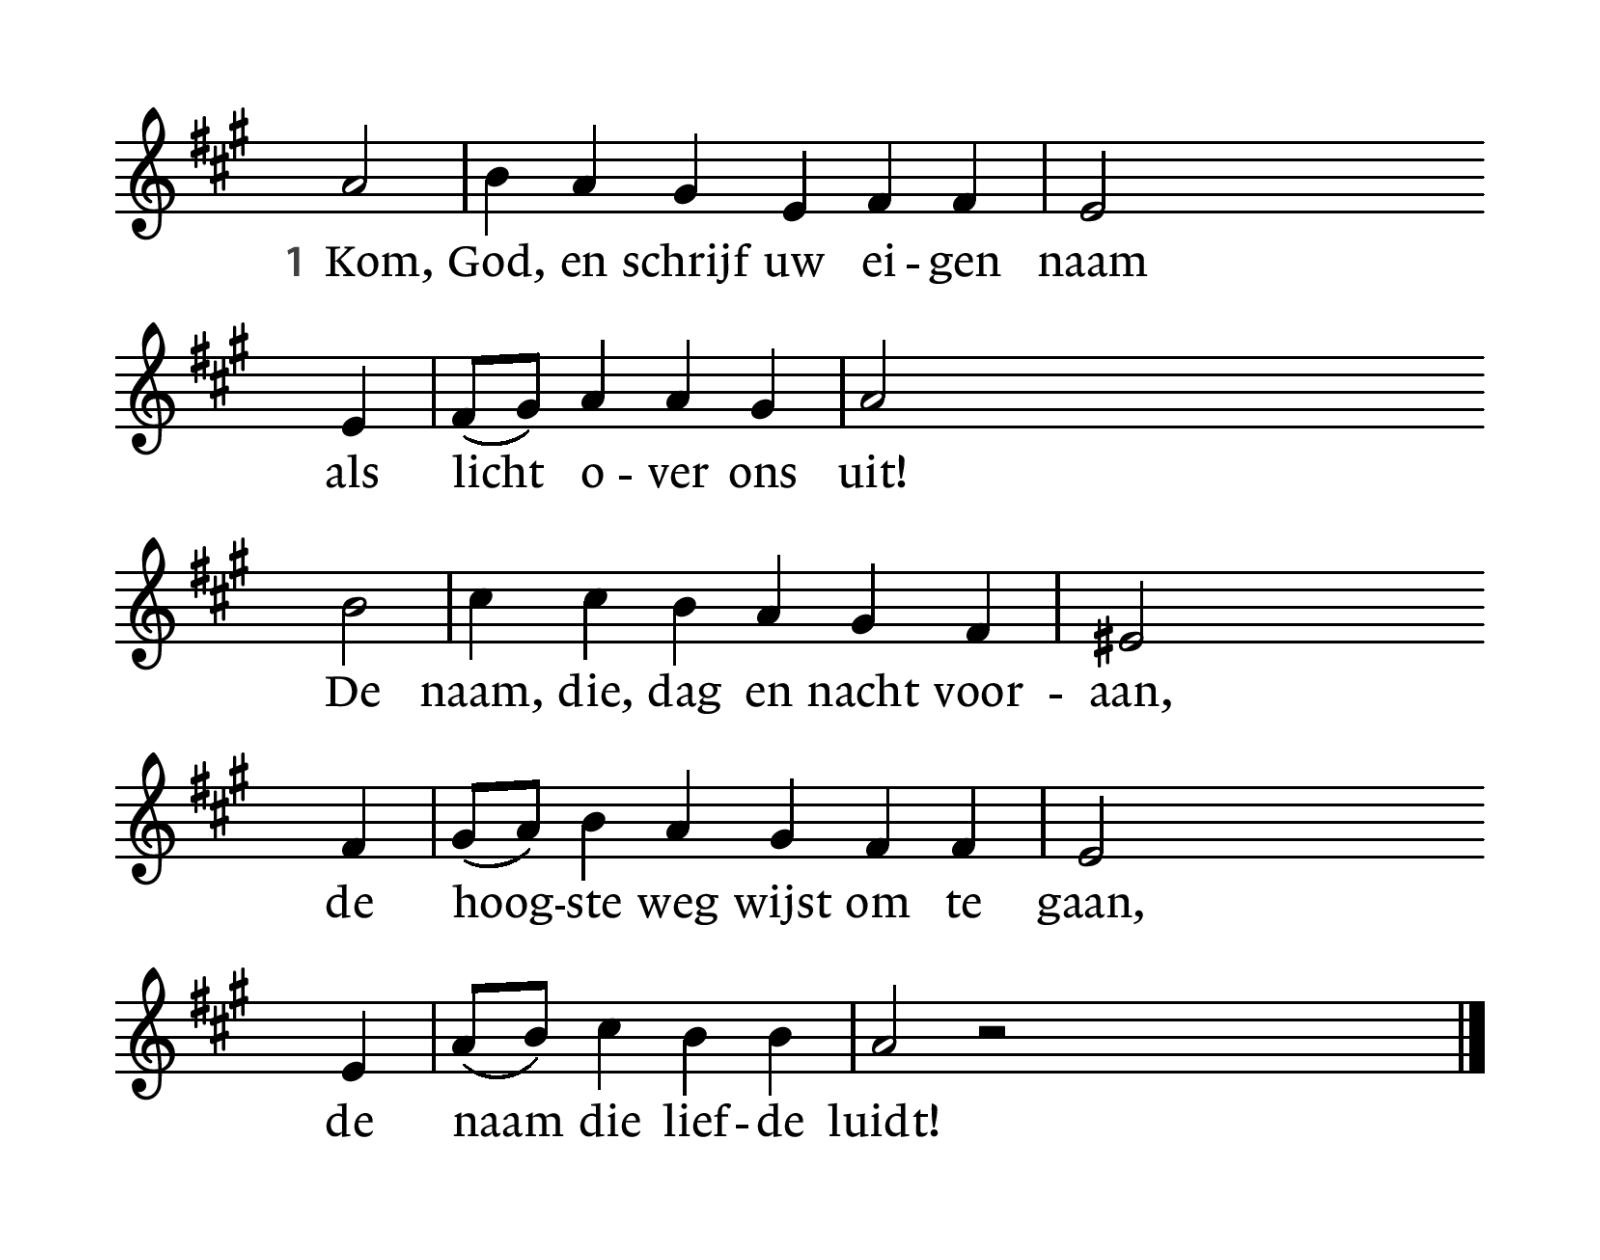 1 Kom, God, en schrijf uw ei - gen naam
als licht o - ver ons uit!
De naam, die, dag en nacht voor - aan,
de hoog-ste weg wijst om te gaan,
de naam die lief - de luidt!